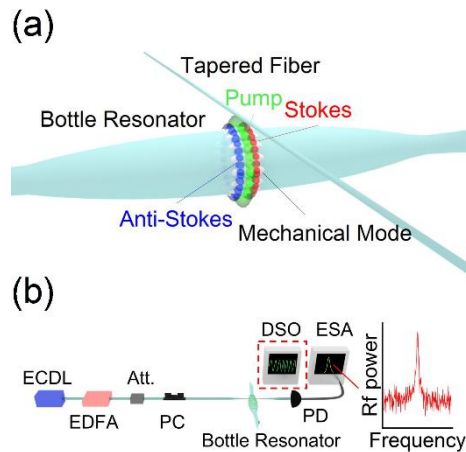 (a)
Tapered Fiber
Pump
Stokes
Bottle Resonator
Anti-Stokes
Mechanical Mode
(b)
DSO
ESA
ECDL
Att.
EDFA
PC
Bottle Resonator
PD
Rf power
Frequency